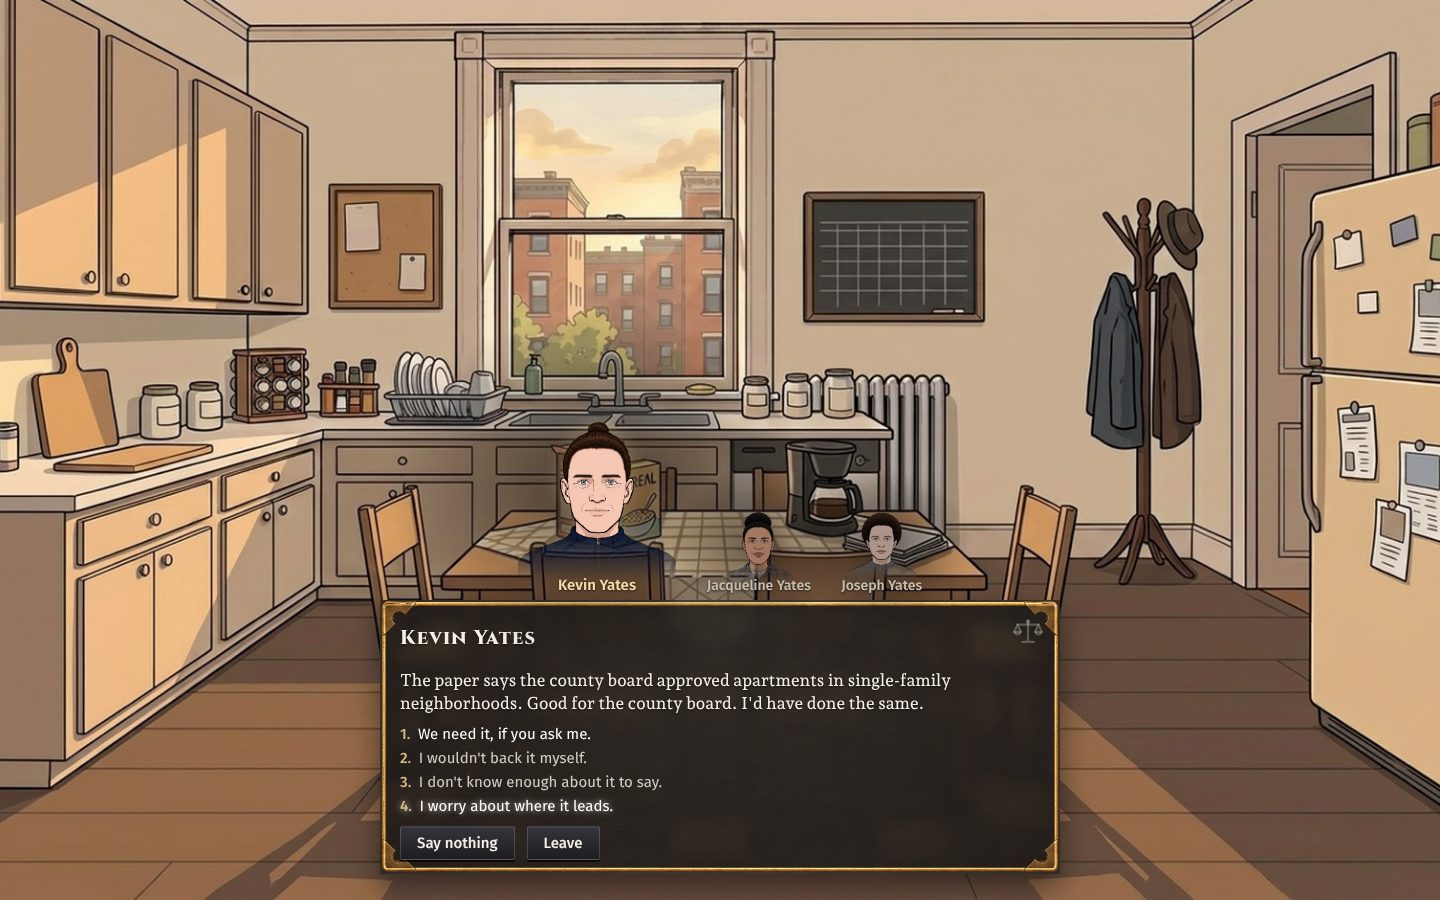 REAL
Kevin Yates
Jacqueline Yates
Joseph Yates
Kevin Yates
The paper says the county board approved apartments in single-family
neighborhoods. Good for the county board. I'd have done the same.
1. We need it, if you ask me.
2. I wouldn't back it myself.
3. I don't know enough about it to say.
4. I worry about where it leads.
Say nothing
Leave